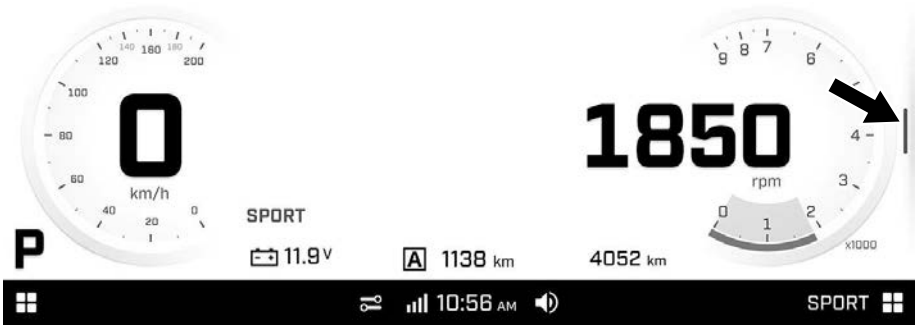 140 160 180
120 200
100
80
60
40 20 0
0
km/h
P
SPORT
11.9 V
A 1138 km
4052 km
9 8 7 6
4
3
0 1 2
1850
rpm
x1000
10:56 AM
SPORT